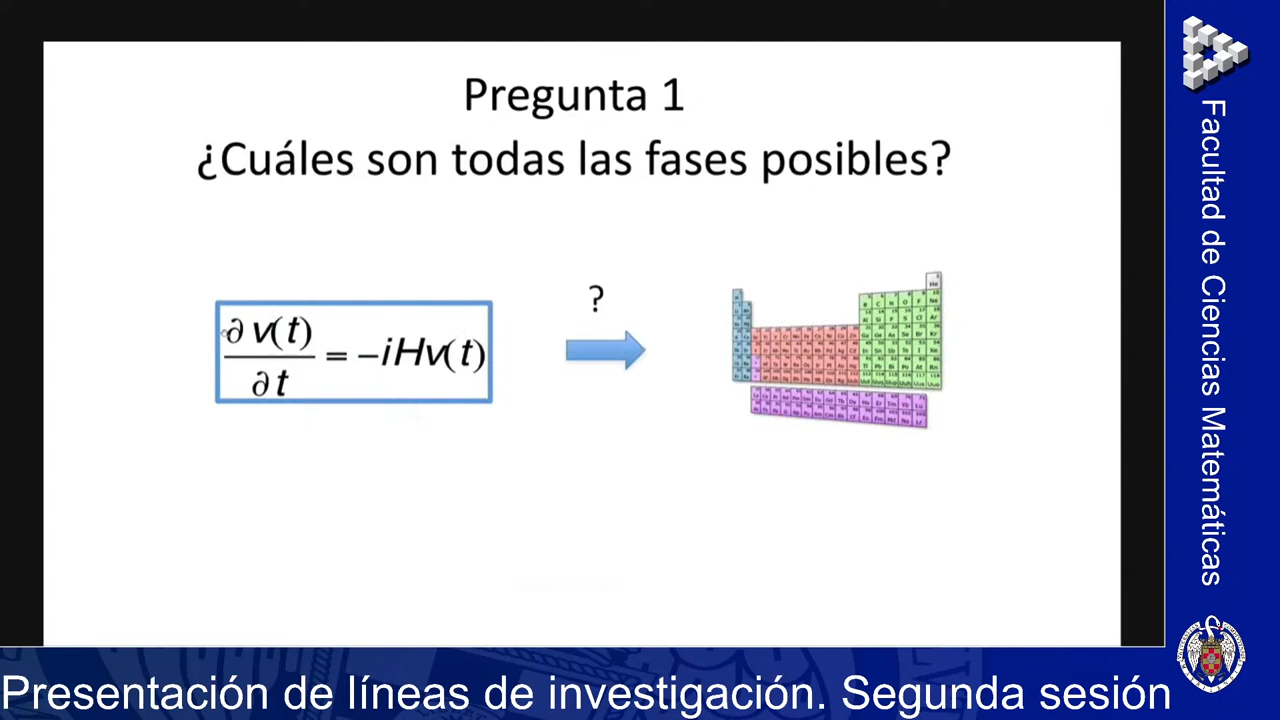 Pregunta 1
¿Cuáles son todas las fases posibles?
?
∂ v(t)
= −iHv(t)
∂ t
Facultad de Ciencias Matemáticas
Presentación de líneas de investigación. Segunda sesión